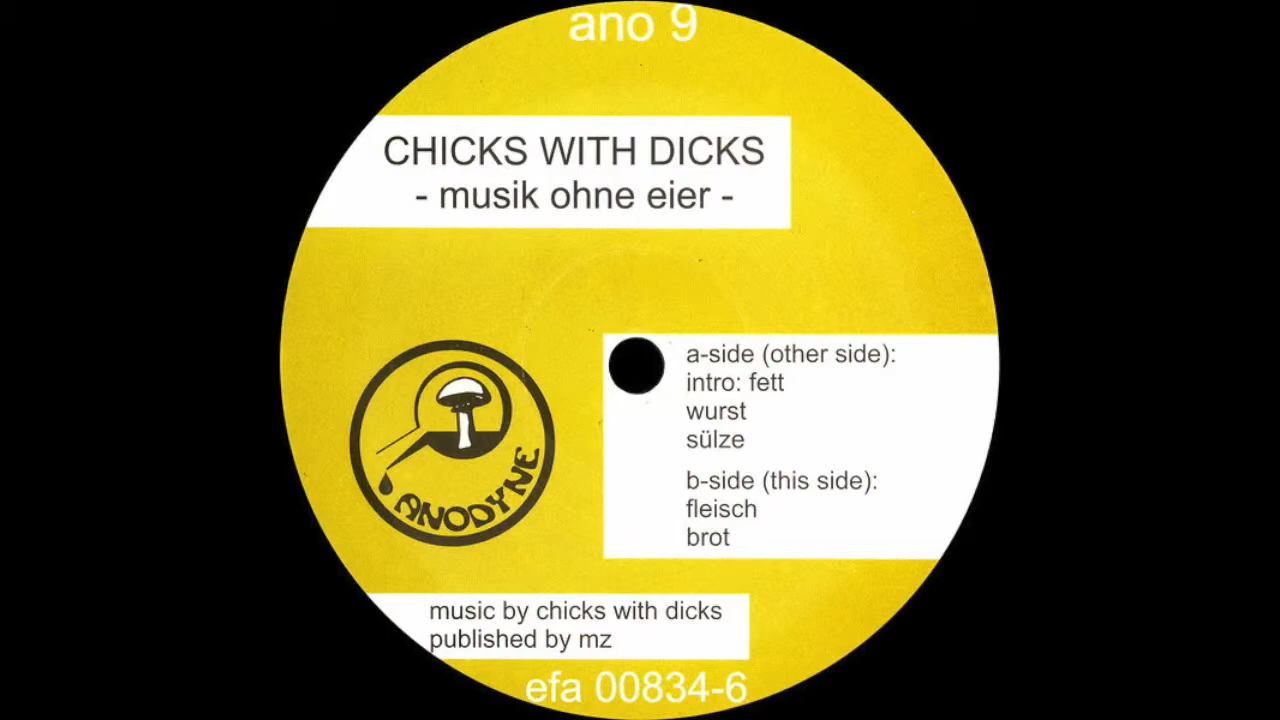 ano 9
CHICKS WITH DICKS
- musik ohne eier -
a-side (other side):
intro: fett
wurst
sülze
b-side (this side):
fleisch
brot
ANODYNE
music by chicks with dicks
published by mz
efa 00834-6